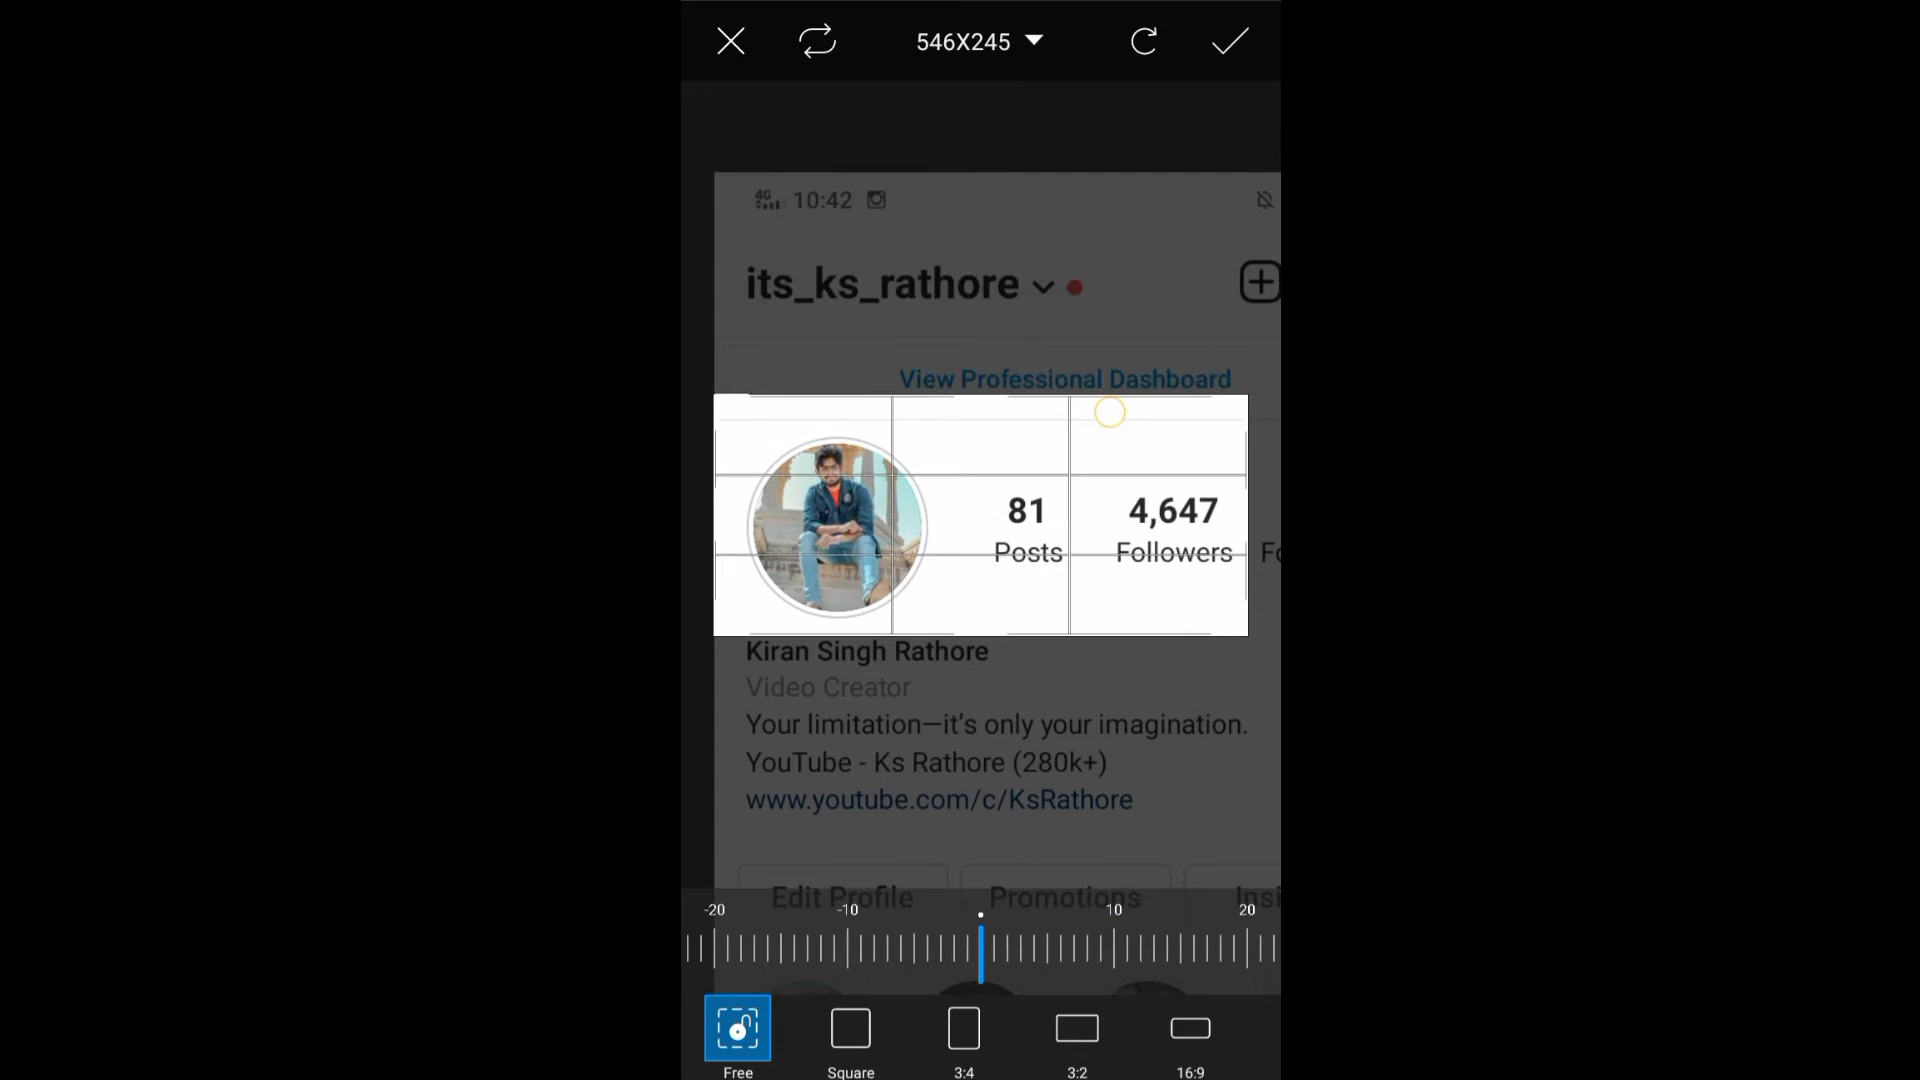 546X245
4G 10:42
its_ks_rathore
View Professional Dashboard
81 4,647
Posts Followers
Kiran Singh Rathore
Video Creator
Your limitation—it's only your imagination.
YouTube - Ks Rathore (280k+)
www.youtube.com/c/KsRathore
Edit Profile Promotions
-20 -10 10 20
Free Square 3:4 3:2 16:9